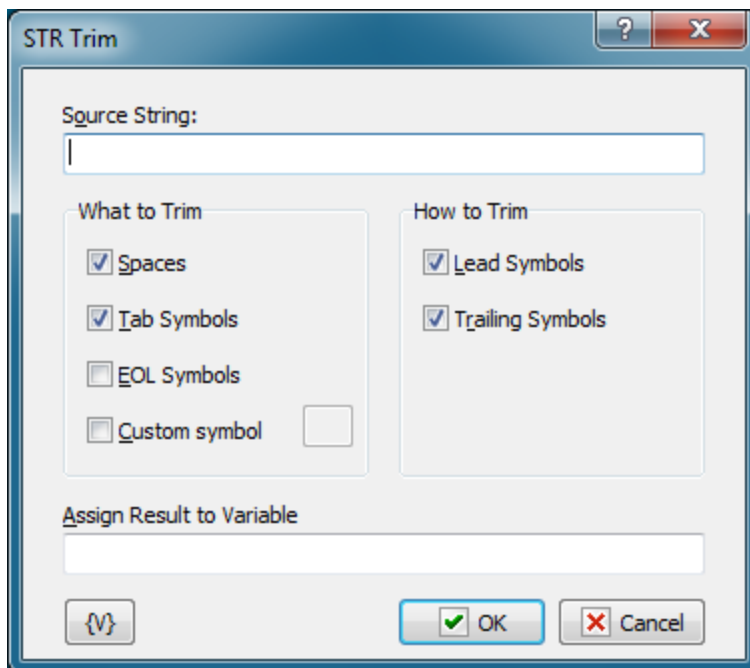 STR Trim
?
Source String:
What to Trim
How to Trim
Spaces
Lead Symbols
Tab Symbols
Trailing Symbols
EOL Symbols
Custom symbol
Assign Result to Variable
{V}
OK
Cancel